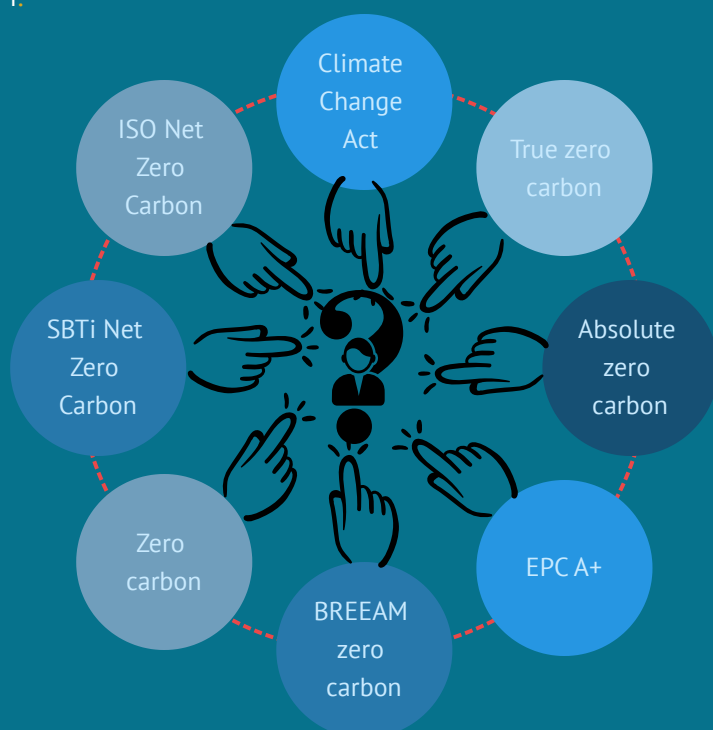 Climate
Change
Act
True zero
carbon
Absolute
zero
carbon
EPC A+
BREEAM
zero
carbon
Zero
carbon
SBTi Net
Zero
Carbon
ISO Net
Zero
Carbon
?